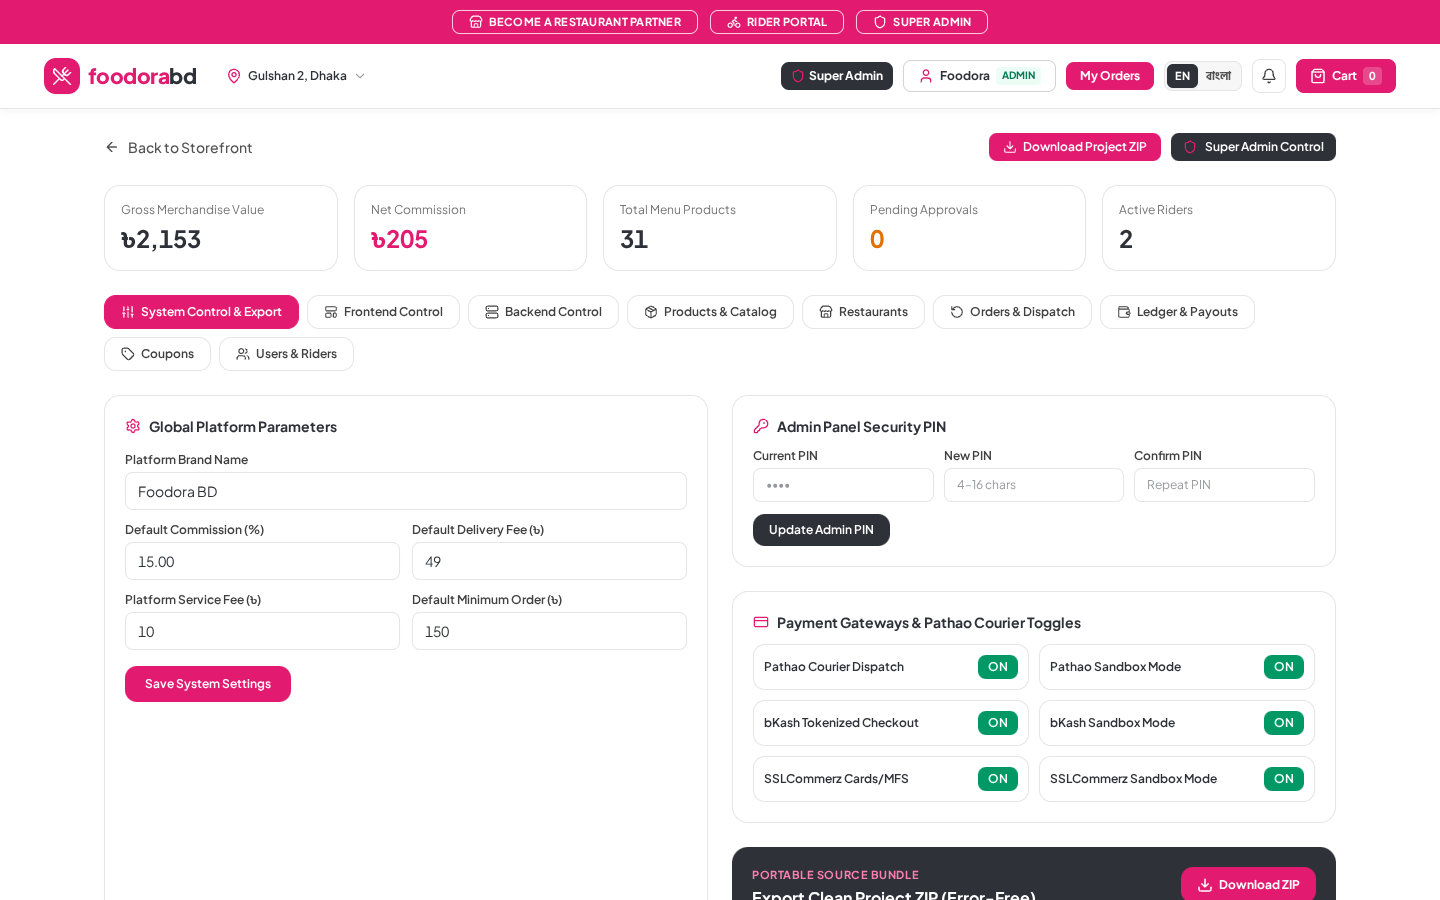 BECOME A RESTAURANT PARTNER
RIDER PORTAL
SUPER ADMIN
foodorabd
Gulshan 2, Dhaka
Super Admin
Foodora ADMIN
My Orders
EN
বাংলা
Cart 0
Back to Storefront
Download Project ZIP
Super Admin Control
Gross Merchandise Value
৳2,153
Net Commission
৳205
Total Menu Products
31
Pending Approvals
0
Active Riders
2
System Control & Export
Frontend Control
Backend Control
Products & Catalog
Restaurants
Orders & Dispatch
Ledger & Payouts
Coupons
Users & Riders
Global Platform Parameters
Platform Brand Name
Foodora BD
Default Commission (%)
Default Delivery Fee (৳)
15.00
49
Platform Service Fee (৳)
Default Minimum Order (৳)
10
150
Save System Settings
Admin Panel Security PIN
Current PIN
New PIN
Confirm PIN
••••
4–16 chars
Repeat PIN
Update Admin PIN
Payment Gateways & Pathao Courier Toggles
Pathao Courier Dispatch ON
Pathao Sandbox Mode ON
bKash Tokenized Checkout ON
bKash Sandbox Mode ON
SSLCommerz Cards/MFS ON
SSLCommerz Sandbox Mode ON
PORTABLE SOURCE BUNDLE
Export Clean Project ZIP (Error-Free)
Download ZIP